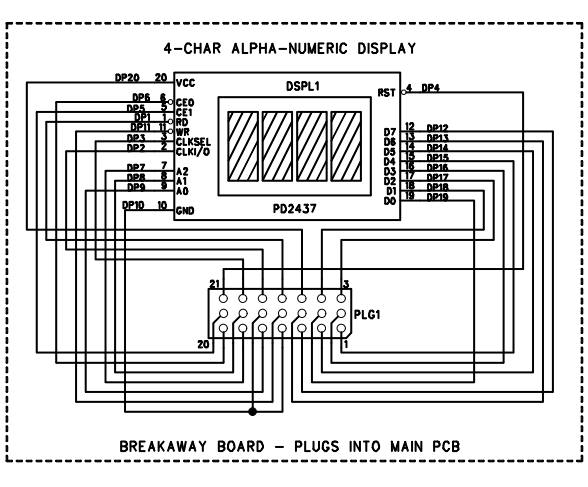 4-CHAR ALPHA-NUMERIC DISPLAY
DSPL1
DP20 20 VCC
DP6 6 CE0
DP5 5 CE1
DP1 1 RD
DP11 11 WR
DP3 3 CLKSEL
DP2 2 CLKI/O
DP7 7 A2
DP8 8 A1
DP9 9 A0
DP10 10 GND
RST 4 DP4
D7 12 DP12
D6 13 DP13
D5 14 DP14
D4 15 DP15
D3 16 DP16
D2 17 DP17
D1 18 DP18
D0 19 DP19
PD2437
21 3
PLG1
20 1
BREAKAWAY BOARD - PLUGS INTO MAIN PCB